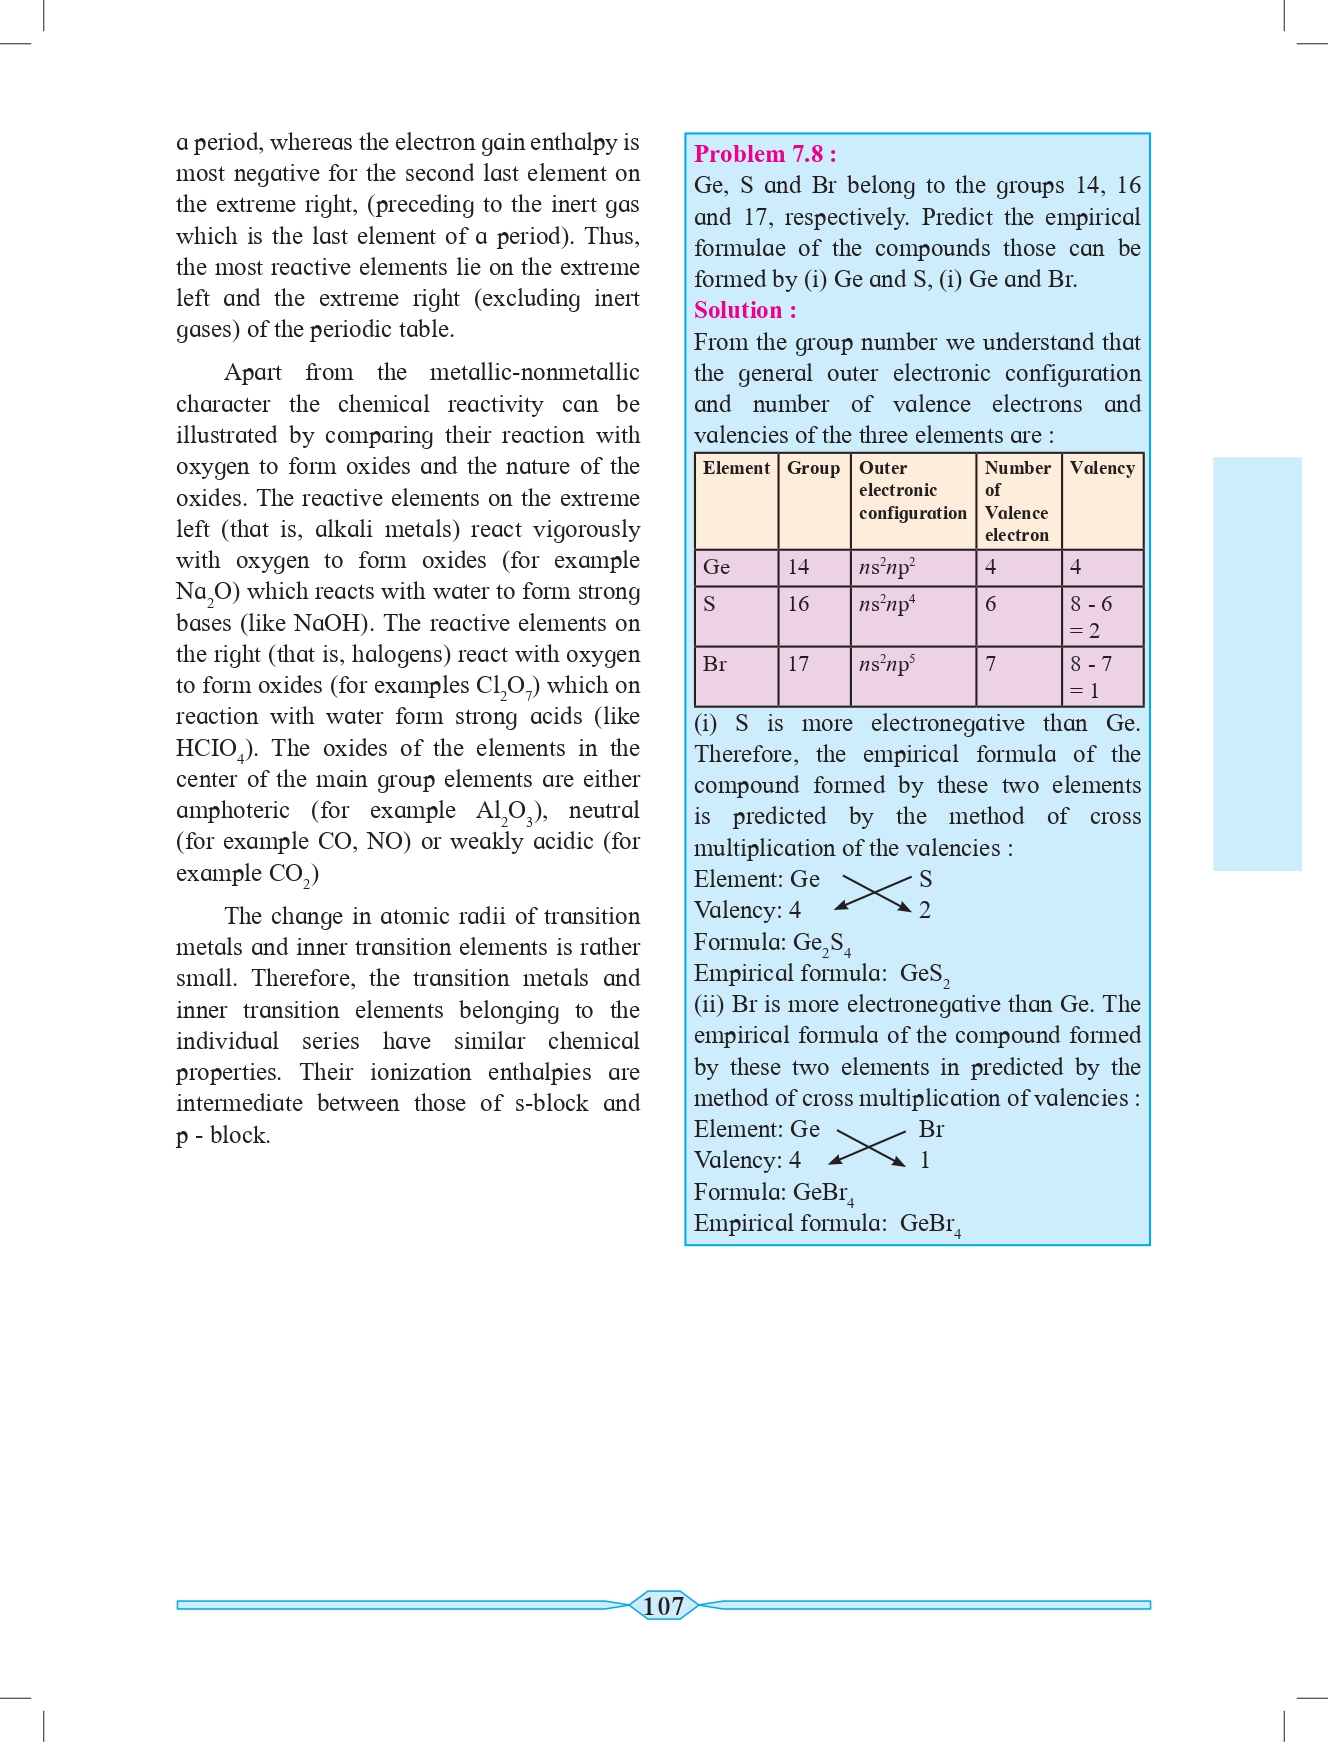 a period, whereas the electron gain enthalpy is
most negative for the second last element on
the extreme right, (preceding to the inert gas
which is the last element of a period). Thus,
the most reactive elements lie on the extreme
left and the extreme right (excluding inert
gases) of the periodic table.
Apart from the metallic-nonmetallic
character the chemical reactivity can be
illustrated by comparing their reaction with
oxygen to form oxides and the nature of the
oxides. The reactive elements on the extreme
left (that is, alkali metals) react vigorously
with oxygen to form oxides (for example
Na₂O) which reacts with water to form strong
bases (like NaOH). The reactive elements on
the right (that is, halogens) react with oxygen
to form oxides (for examples Cl₂O₇) which on
reaction with water form strong acids (like
HClO₄). The oxides of the elements in the
center of the main group elements are either
amphoteric (for example Al₂O₃), neutral
(for example CO, NO) or weakly acidic (for
example CO₂)
The change in atomic radii of transition
metals and inner transition elements is rather
small. Therefore, the transition metals and
inner transition elements belonging to the
individual series have similar chemical
properties. Their ionization enthalpies are
intermediate between those of s-block and
p - block.
Problem 7.8 :
Ge, S and Br belong to the groups 14, 16
and 17, respectively. Predict the empirical
formulae of the compounds those can be
formed by (i) Ge and S, (i) Ge and Br.
Solution :
From the group number we understand that
the general outer electronic configuration
and number of valence electrons and
valencies of the three elements are :
Element Group Outer electronic configuration Number of Valence electron Valency
Ge 14 ns²np² 4 4
S 16 ns²np⁴ 6 8 - 6 = 2
Br 17 ns²np⁵ 7 8 - 7 = 1
(i) S is more electronegative than Ge.
Therefore, the empirical formula of the
compound formed by these two elements
is predicted by the method of cross
multiplication of the valencies :
Element: Ge S
Valency: 4 2
Formula: Ge₂S₄
Empirical formula: GeS₂
(ii) Br is more electronegative than Ge. The
empirical formula of the compound formed
by these two elements in predicted by the
method of cross multiplication of valencies :
Element: Ge Br
Valency: 4 1
Formula: GeBr₄
Empirical formula: GeBr₄
107